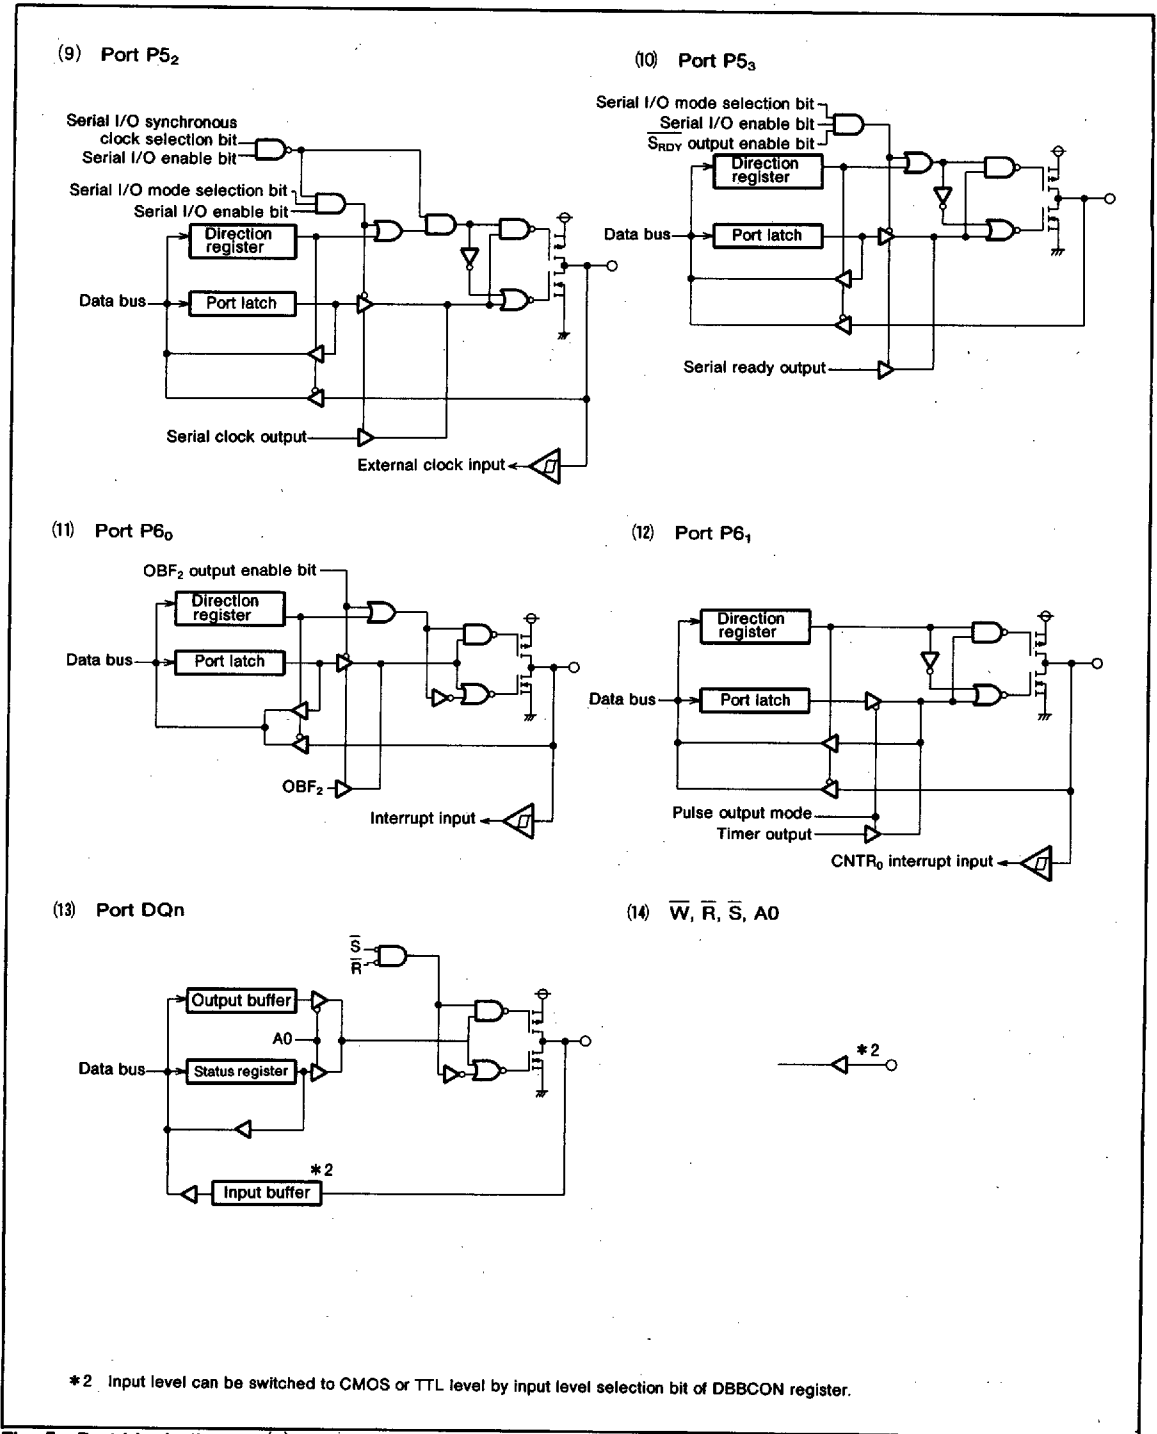 (9) Port P5₂
Serial I/O synchronous
clock selection bit
Serial I/O enable bit
Serial I/O mode selection bit
Serial I/O enable bit
Direction
register
Data bus
Port latch
Serial clock output
External clock input
(10) Port P5₃
Serial I/O mode selection bit
Serial I/O enable bit
S̅R̅D̅Y̅ output enable bit
Direction
register
Data bus
Port latch
Serial ready output
(11) Port P6₀
OBF₂ output enable bit
Direction
register
Data bus
Port latch
OBF₂
Interrupt input
(12) Port P6₁
Direction
register
Data bus
Port latch
Pulse output mode
Timer output
CNTR₀ interrupt input
(13) Port DQn
S̅
R̅
Output buffer
A0
Data bus
Status register
*2
Input buffer
(14) W̅, R̅, S̅, A0
*2
*2 Input level can be switched to CMOS or TTL level by input level selection bit of DBBCON register.